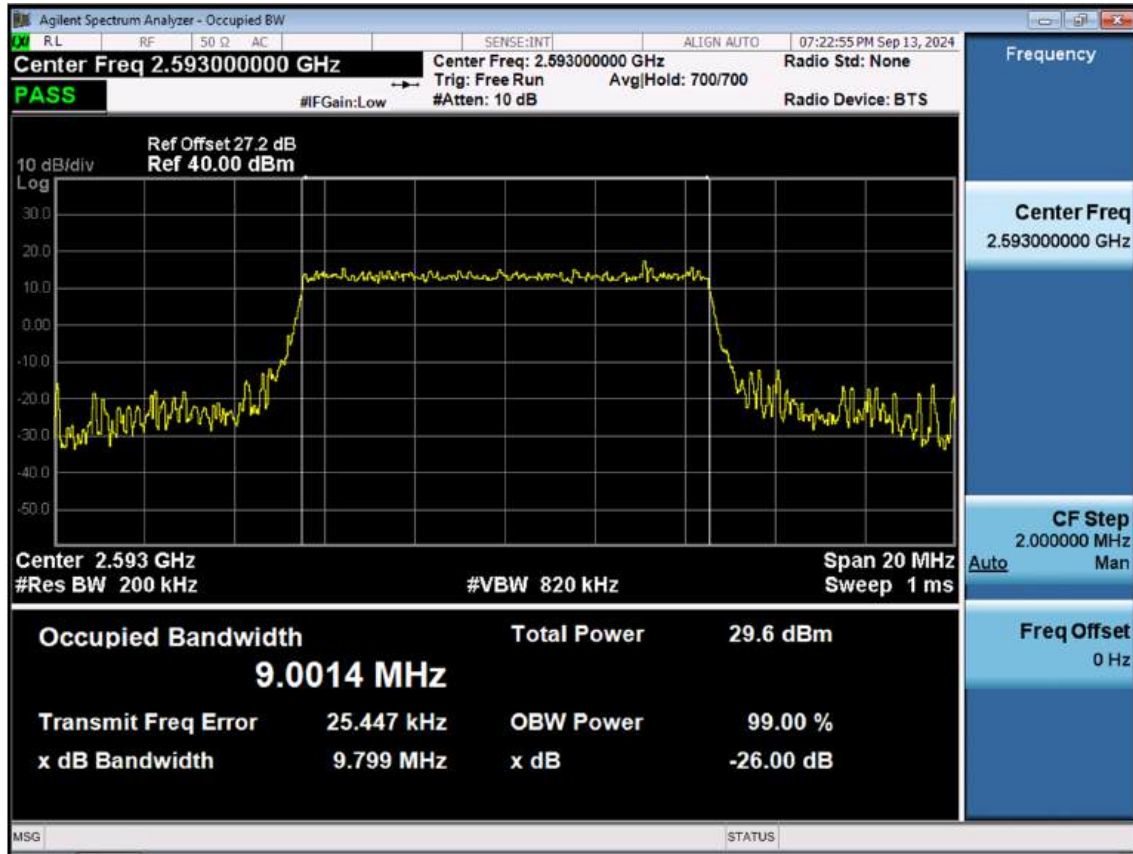 Agilent Spectrum Analyzer - Occupied BW
RL RF 50 Ω AC SENSE:INT ALIGN AUTO 07:22:55 PM Sep 13, 2024
Center Freq 2.593000000 GHz Center Freq: 2.593000000 GHz Radio Std: None
Trig: Free Run Avg|Hold: 700/700
PASS #IFGain:Low #Atten: 10 dB Radio Device: BTS
Ref Offset 27.2 dB
10 dB/div Ref 40.00 dBm
Log
30.0
20.0
10.0
0.00
-10.0
-20.0
-30.0
-40.0
-50.0
Center 2.593 GHz Span 20 MHz
#Res BW 200 kHz #VBW 820 kHz Sweep 1 ms
Occupied Bandwidth Total Power 29.6 dBm
9.0014 MHz
Transmit Freq Error 25.447 kHz OBW Power 99.00 %
x dB Bandwidth 9.799 MHz x dB -26.00 dB
MSG STATUS
Frequency
Center Freq
2.593000000 GHz
CF Step
2.000000 MHz
Auto Man
Freq Offset
0 Hz